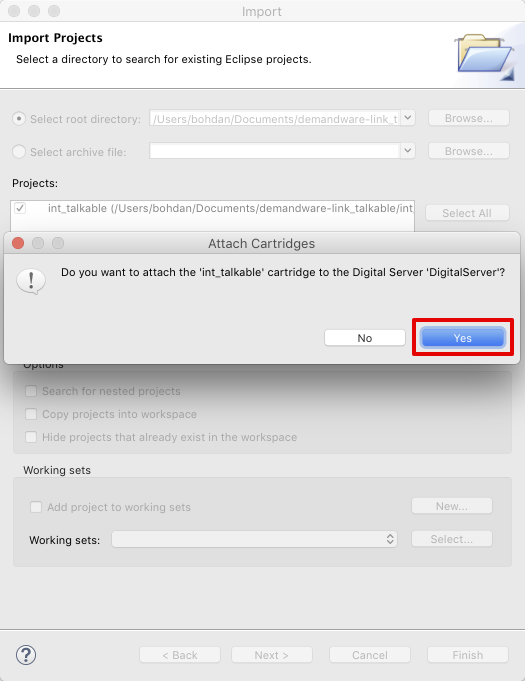 Import
Import Projects
Select a directory to search for existing Eclipse projects.
Select root directory:
/Users/bohdan/Documents/demandware-link_t
Browse...
Select archive file:
Browse...
Projects:
int_talkable (/Users/bohdan/Documents/demandware-link_talkable/int_
Select All
Attach Cartridges
Do you want to attach the 'int_talkable' cartridge to the Digital Server 'DigitalServer'?
No
Yes
Options
Search for nested projects
Copy projects into workspace
Hide projects that already exist in the workspace
Working sets
Add project to working sets
New...
Working sets:
Select...
?
< Back
Next >
Cancel
Finish